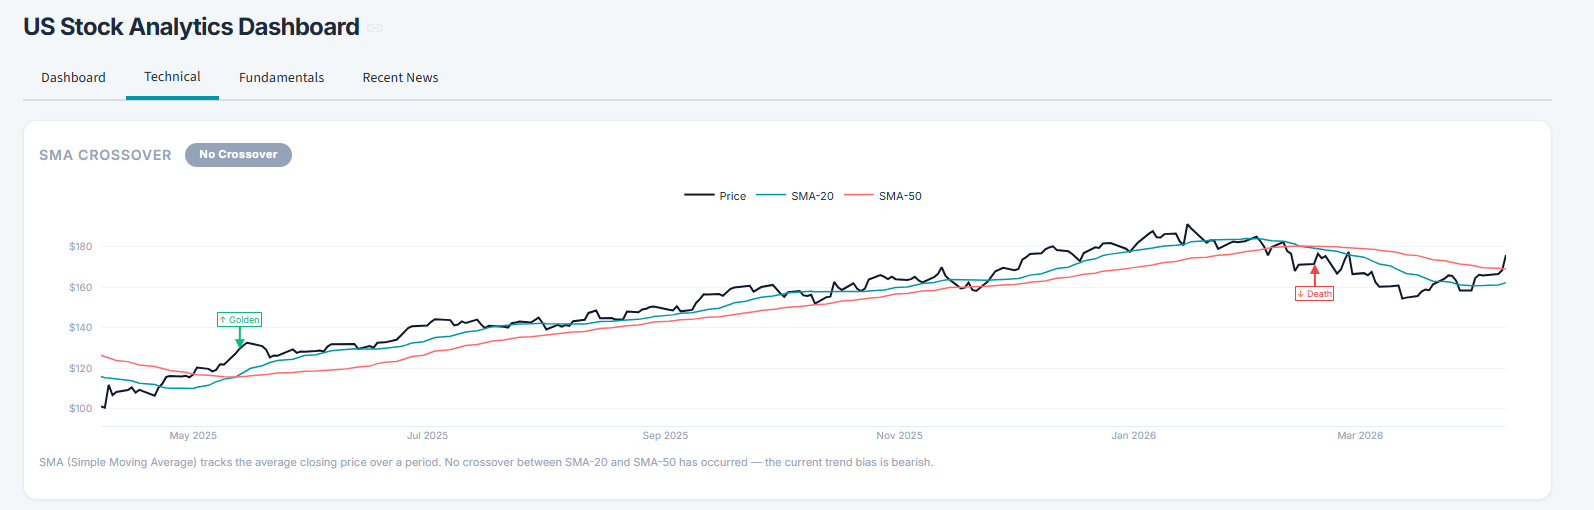 US Stock Analytics Dashboard
Dashboard Technical Fundamentals Recent News
SMA CROSSOVER No Crossover
Price SMA-20 SMA-50
$180
$160
$140
$120
$100
↑ Golden
↓ Death
May 2025 Jul 2025 Sep 2025 Nov 2025 Jan 2026 Mar 2026
SMA (Simple Moving Average) tracks the average closing price over a period. No crossover between SMA-20 and SMA-50 has occurred — the current trend bias is bearish.